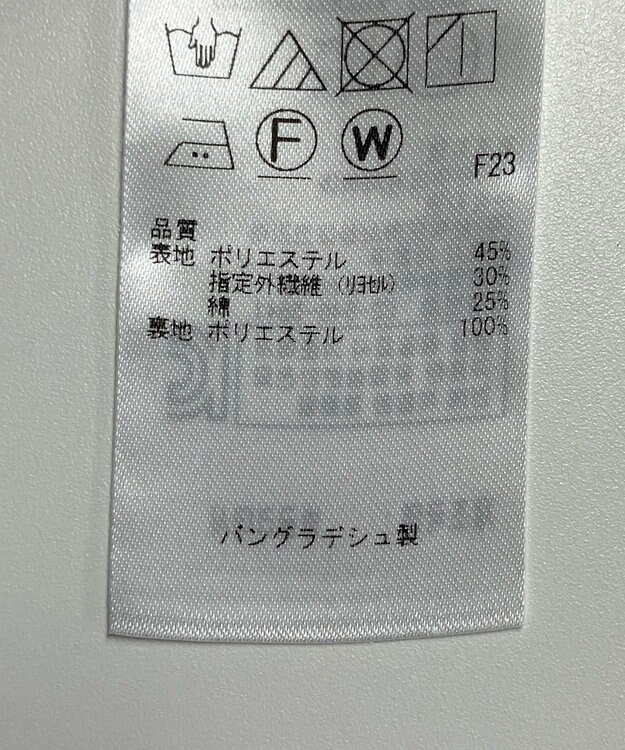 F W
F23
品質
表地 ポリエステル 45%
指定外繊維 (リヨセル) 30%
綿 25%
裏地 ポリエステル 100%
バングラデシュ製